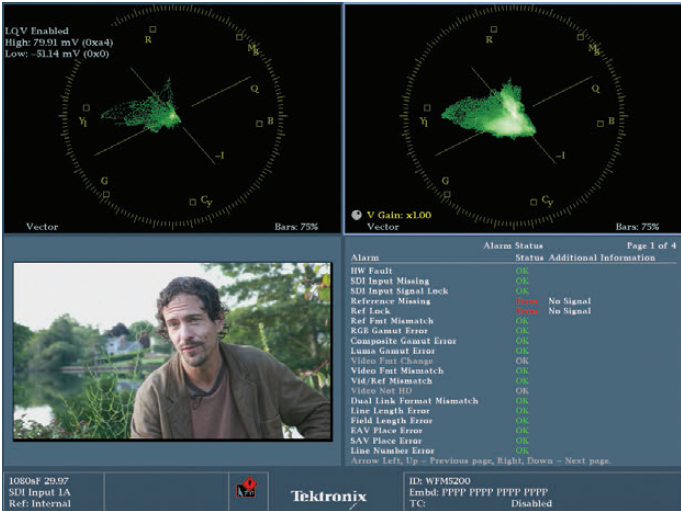 LQV Enabled
High: 79.91 mV (0xa4)
Low: -51.14 mV (0x0)
R
Mg
Q
B
YI
-I
G
Cy
Vector
Bars: 75%
R
Mg
Q
B
YI
-I
G
Cy
V Gain: x1.00
Vector
Bars: 75%
Alarm Status Page 1 of 4
Alarm Status Additional Information
HW Fault OK
SDI Input Missing OK
SDI Input Signal Lock OK
Reference Missing Error No Signal
Ref Lock Error No Signal
Ref Fmt Mismatch OK
RGB Gamut Error OK
Composite Gamut Error OK
Luma Gamut Error OK
Video Fmt Change OK
Video Fmt Mismatch OK
Vid/Ref Mismatch OK
Video Not HD OK
Dual Link Format Mismatch OK
Line Length Error OK
Field Length Error OK
EAV Place Error OK
SAV Place Error OK
Line Number Error OK
Arrow Left, Up - Previous page, Right, Down - Next page.
1080sF 29.97
SDI Input 1A
Ref: Internal
Tektronix
ID: WFM5200
Embd: PPPP PPPP PPPP PPPP
TC: Disabled